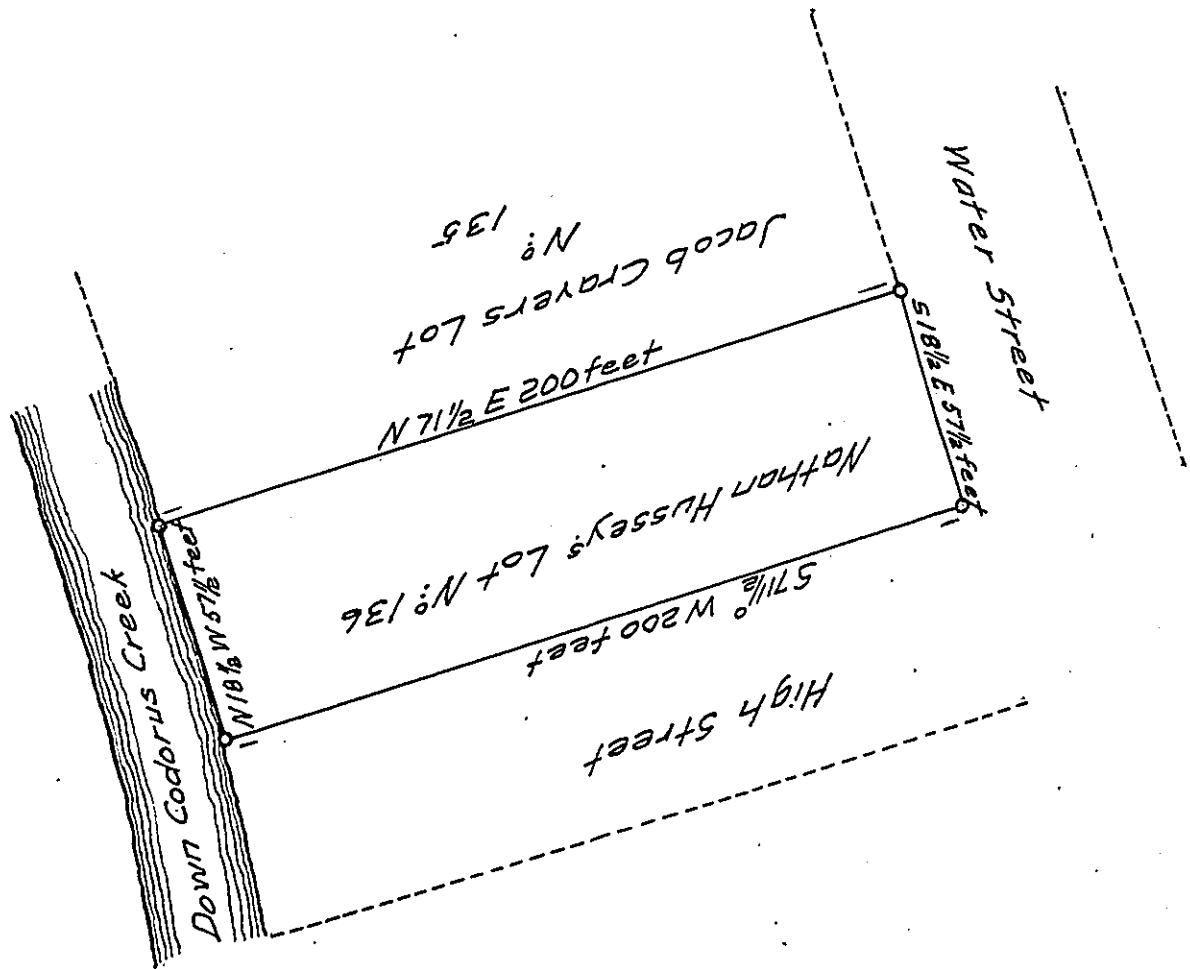 Water Street
Jacob Cravers Lot
Nº
135
N 71½ E 200 feet
S 18½ E 57½ feet
Nathan Hussey's Lot Nº 136
S 71½° W 200 feet
N 18½ W 57½ feet
High Street
Down Codorus Creek